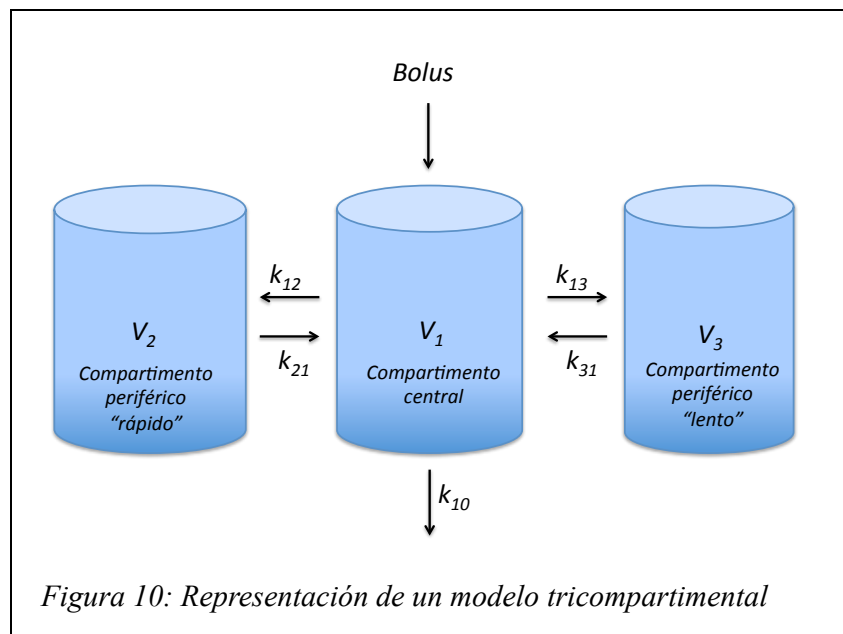 Bolus
k12
k13
V2
V1
V3
k21
k31
Compartimento
periférico
"rápido"
Compartimento
central
Compartimento
periférico
"lento"
k10
Figura 10: Representación de un modelo tricompartimental